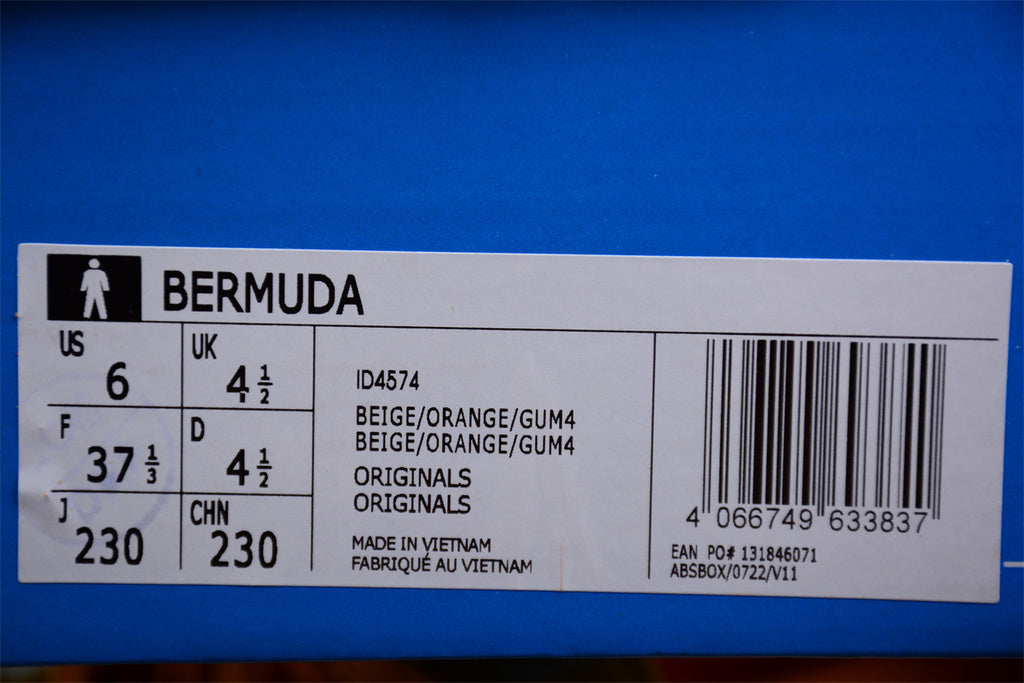 BERMUDA
US 6
UK 4 1/2
F 37 1/3
D 4 1/2
J 230
CHN 230
ID4574
BEIGE/ORANGE/GUM4
BEIGE/ORANGE/GUM4
ORIGINALS
ORIGINALS
MADE IN VIETNAM
FABRIQUÉ AU VIETNAM
4 066749 633837
EAN PO# 131846071
ABSBOX/0722/V11